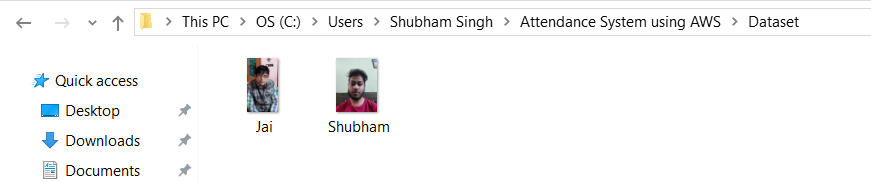 This PC > OS (C:) > Users > Shubham Singh > Attendance System using AWS > Dataset
Quick access
Desktop
Downloads
Documents
Jai
Shubham